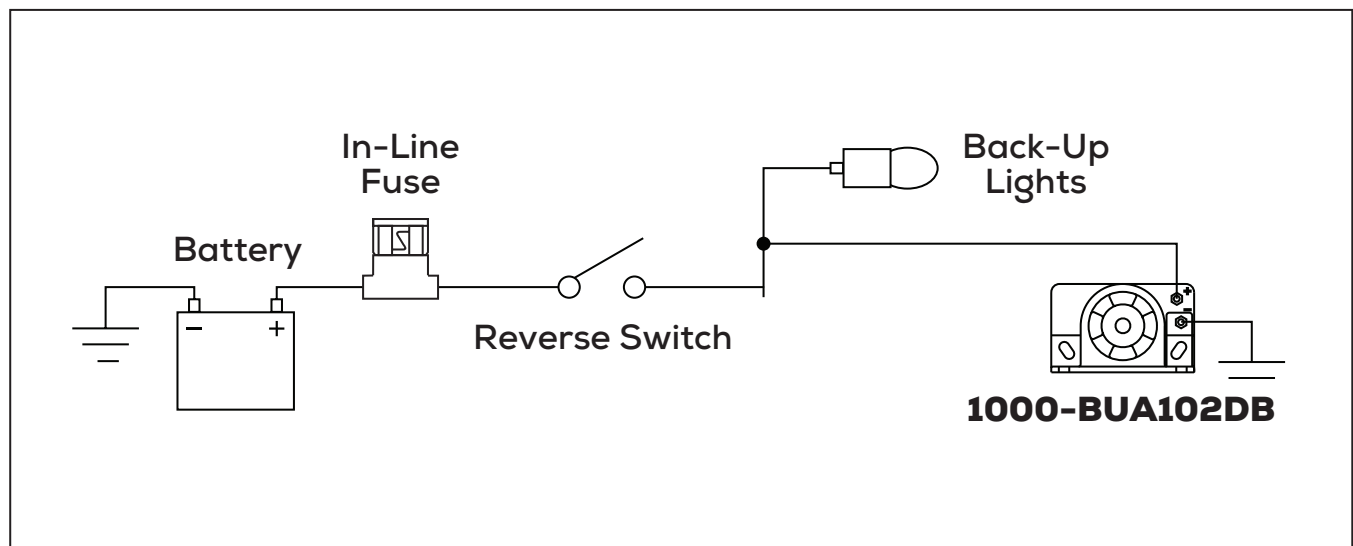 In-Line
Fuse
Back-Up
Lights
Battery
− +
Reverse Switch
+
−
1000-BUA102DB